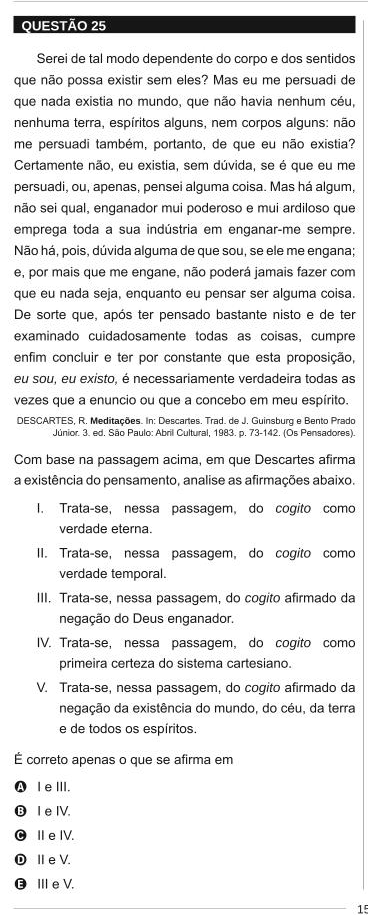 QUESTÃO 25
Serei de tal modo dependente do corpo e dos sentidos
que não possa existir sem eles? Mas eu me persuadi de
que nada existia no mundo, que não havia nenhum céu,
nenhuma terra, espíritos alguns, nem corpos alguns: não
me persuadi também, portanto, de que eu não existia?
Certamente não, eu existia, sem dúvida, se é que eu me
persuadi, ou, apenas, pensei alguma coisa. Mas há algum,
não sei qual, enganador mui poderoso e mui ardiloso que
emprega toda a sua indústria em enganar-me sempre.
Não há, pois, dúvida alguma de que sou, se ele me engana;
e, por mais que me engane, não poderá jamais fazer com
que eu nada seja, enquanto eu pensar ser alguma coisa.
De sorte que, após ter pensado bastante nisto e de ter
examinado cuidadosamente todas as coisas, cumpre
enfim concluir e ter por constante que esta proposição,
eu sou, eu existo, é necessariamente verdadeira todas as
vezes que a enuncio ou que a concebo em meu espírito.
DESCARTES, R. Meditações. In: Descartes. Trad. de J. Guinsburg e Bento Prado
Júnior. 3. ed. São Paulo: Abril Cultural, 1983. p. 73-142. (Os Pensadores).
Com base na passagem acima, em que Descartes afirma
a existência do pensamento, analise as afirmações abaixo.
I. Trata-se, nessa passagem, do cogito como
verdade eterna.
II. Trata-se, nessa passagem, do cogito como
verdade temporal.
III. Trata-se, nessa passagem, do cogito afirmado da
negação do Deus enganador.
IV. Trata-se, nessa passagem, do cogito como
primeira certeza do sistema cartesiano.
V. Trata-se, nessa passagem, do cogito afirmado da
negação da existência do mundo, do céu, da terra
e de todos os espíritos.
É correto apenas o que se afirma em
A I e III.
B I e IV.
C II e IV.
D II e V.
E III e V.
15